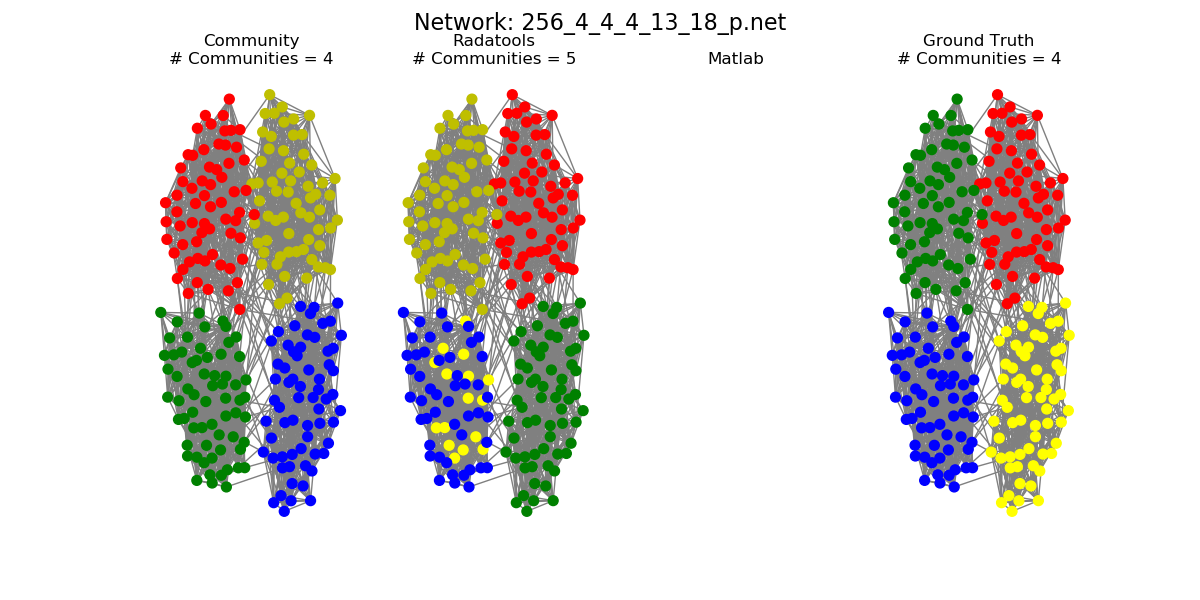 Network: 256_4_4_4_13_18_p.net
Community
# Communities = 4
Radatools
# Communities = 5
Matlab
Ground Truth
# Communities = 4